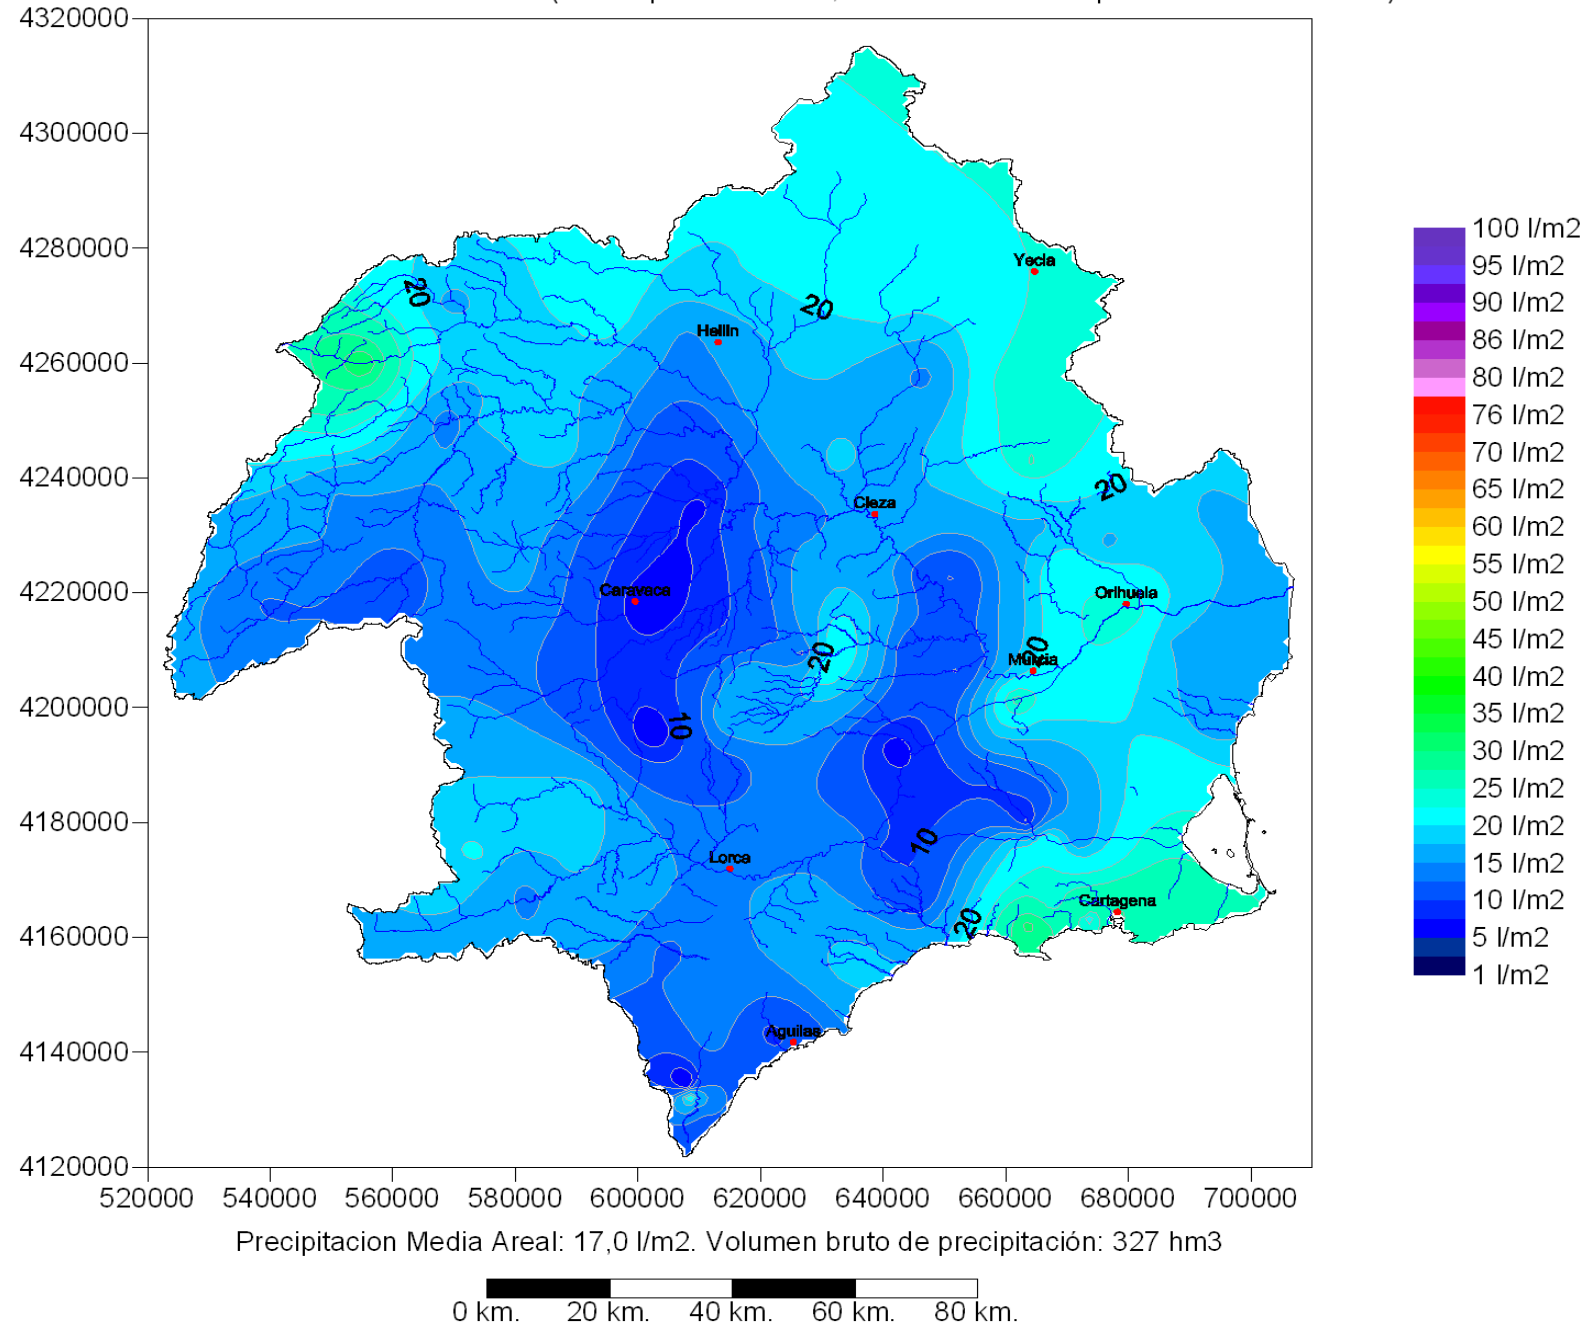 4320000
4300000
4280000
4260000
4240000
4220000
4200000
4180000
4160000
4140000
4120000
520000 540000 560000 580000 600000 620000 640000 660000 680000 700000
Yecla
20
20
Hellin
20
Cieza
Caravaca
Orihuela
20
20
Murcia
10
10
Lorca
Cartagena
20
Aguilas
100 l/m2
95 l/m2
90 l/m2
86 l/m2
80 l/m2
76 l/m2
70 l/m2
65 l/m2
60 l/m2
55 l/m2
50 l/m2
45 l/m2
40 l/m2
35 l/m2
30 l/m2
25 l/m2
20 l/m2
15 l/m2
10 l/m2
5 l/m2
1 l/m2
Precipitacion Media Areal: 17,0 l/m2. Volumen bruto de precipitación: 327 hm3
0 km. 20 km. 40 km. 60 km. 80 km.